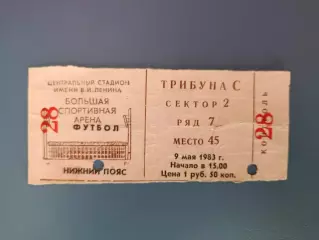 ЦЕНТРАЛЬНЫЙ СТАДИОН
ИМЕНИ В.И.ЛЕНИНА
БОЛЬШАЯ
СПОРТИВНАЯ
АРЕНА
ФУТБОЛ
НИЖНИЙ ПОЯС
28
ТРИБУНА С
СЕКТОР 2
РЯД 7
МЕСТО 45
9 мая 1983 г.
Начало в 15.00
Цена 1 руб. 50 коп.
КОНТРОЛЬ
28